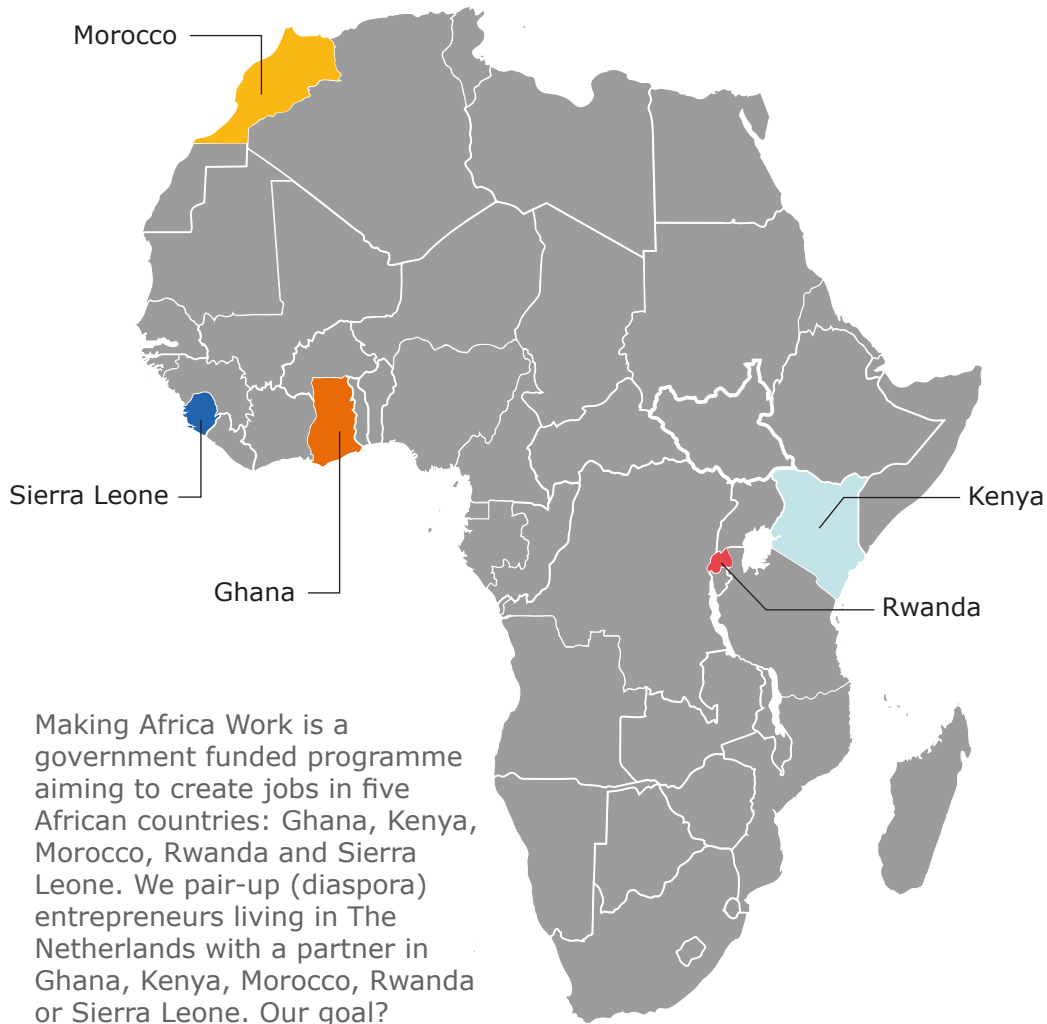 Morocco
Sierra Leone
Ghana
Kenya
Rwanda
Making Africa Work is a
government funded programme
aiming to create jobs in five
African countries: Ghana, Kenya,
Morocco, Rwanda and Sierra
Leone. We pair-up (diaspora)
entrepreneurs living in The
Netherlands with a partner in
Ghana, Kenya, Morocco, Rwanda
or Sierra Leone. Our goal?